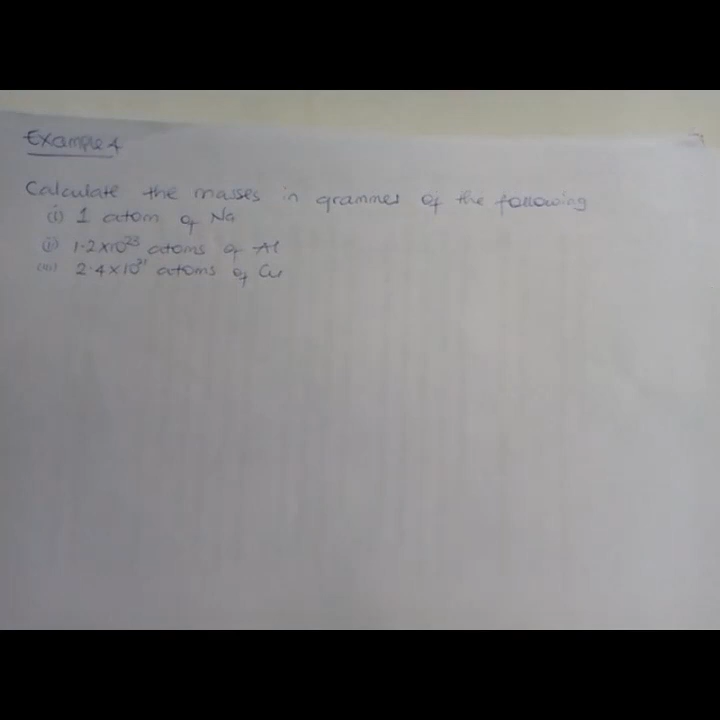 Example 4
Calculate the masses in grammes of the following
(i) 1 atom of Na
(ii) 1.2×10²³ atoms of Al
(iii) 2.4×10²¹ atoms of Cu